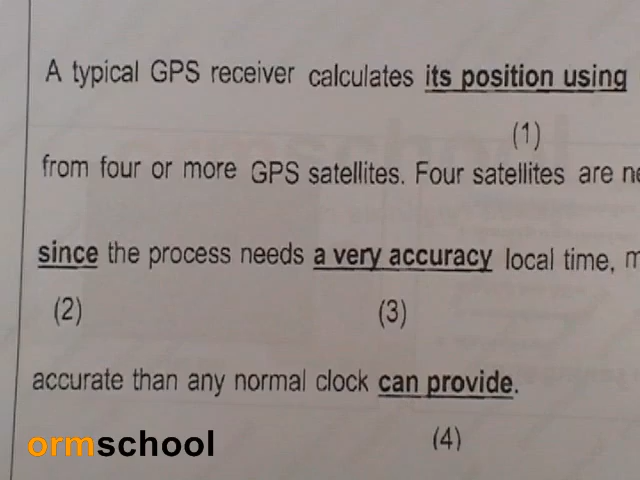 A typical GPS receiver calculates its position using
(1)
from four or more GPS satellites. Four satellites are
since the process needs a very accuracy local time,
(2) (3)
accurate than any normal clock can provide.
(4)
ormschool